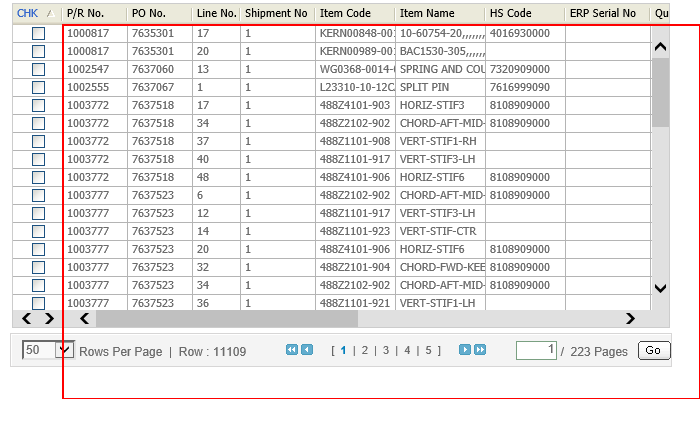 CHK P/R No. PO No. Line No. Shipment No Item Code Item Name HS Code ERP Serial No Qu
1000817 7635301 17 1 KERN00848-00 10-60754-20,,,,,,, 4016930000
1000817 7635301 20 1 KERN00989-00 BAC1530-305,,,,,,
1002547 7637060 13 1 WG0368-0014- SPRING AND COU 7320909000
1002555 7637067 1 1 L23310-10-12C SPLIT PIN 7616999090
1003772 7637518 17 1 488Z4101-903 HORIZ-STIF3 8108909000
1003772 7637518 34 1 488Z2102-902 CHORD-AFT-MID- 8108909000
1003772 7637518 37 1 488Z1101-908 VERT-STIF1-RH
1003772 7637518 40 1 488Z1101-917 VERT-STIF3-LH
1003772 7637518 48 1 488Z4101-906 HORIZ-STIF6 8108909000
1003777 7637523 6 1 488Z2102-902 CHORD-AFT-MID- 8108909000
1003777 7637523 12 1 488Z1101-917 VERT-STIF3-LH
1003777 7637523 14 1 488Z1101-923 VERT-STIF-CTR
1003777 7637523 20 1 488Z4101-906 HORIZ-STIF6 8108909000
1003777 7637523 32 1 488Z2101-904 CHORD-FWD-KEE 8108909000
1003777 7637523 34 1 488Z2102-902 CHORD-AFT-MID- 8108909000
1003777 7637523 36 1 488Z1101-921 VERT-STIF1-LH
50 Rows Per Page | Row : 11109 [ 1 | 2 | 3 | 4 | 5 ] 1 / 223 Pages Go